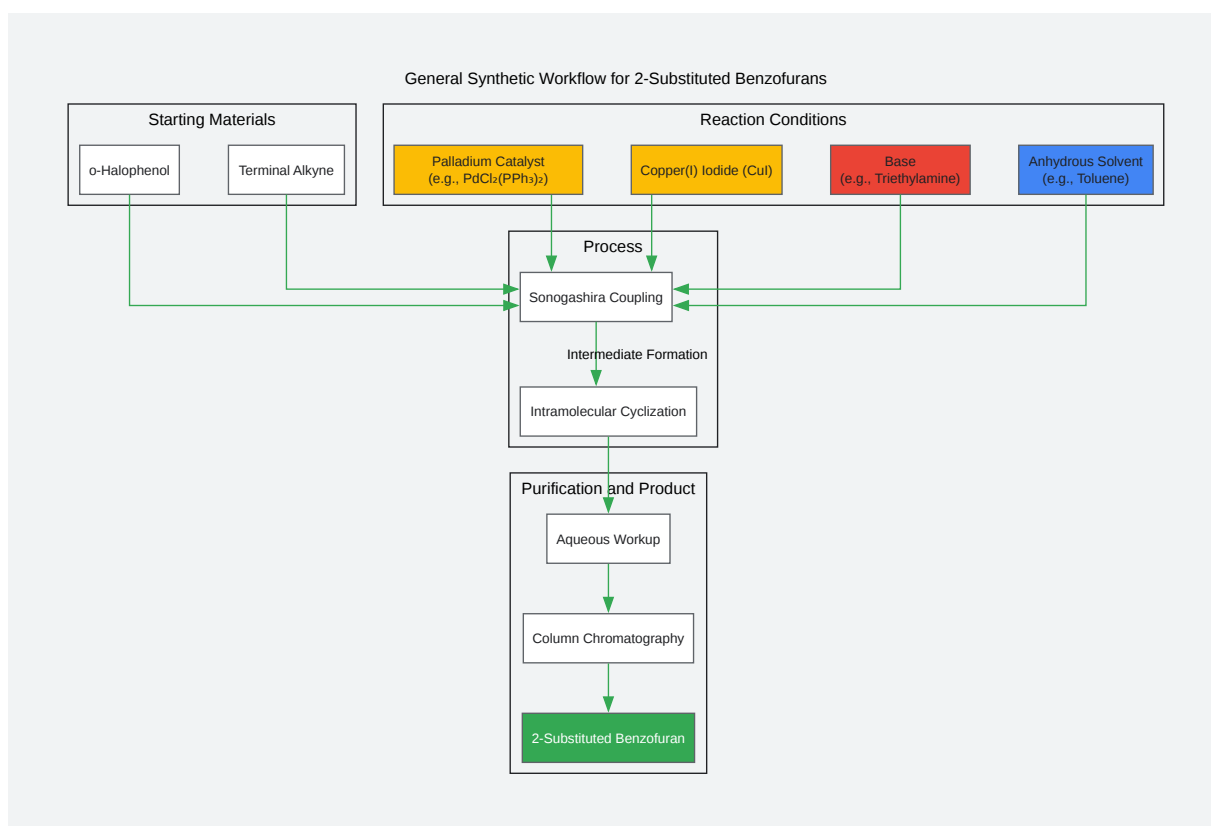 General Synthetic Workflow for 2-Substituted Benzofurans
Starting Materials
o-Halophenol
Terminal Alkyne
Reaction Conditions
Palladium Catalyst
(e.g., PdCl₂(PPh₃)₂)
Copper(I) Iodide (CuI)
Base
(e.g., Triethylamine)
Anhydrous Solvent
(e.g., Toluene)
Process
Sonogashira Coupling
Intermediate Formation
Intramolecular Cyclization
Purification and Product
Aqueous Workup
Column Chromatography
2-Substituted Benzofuran